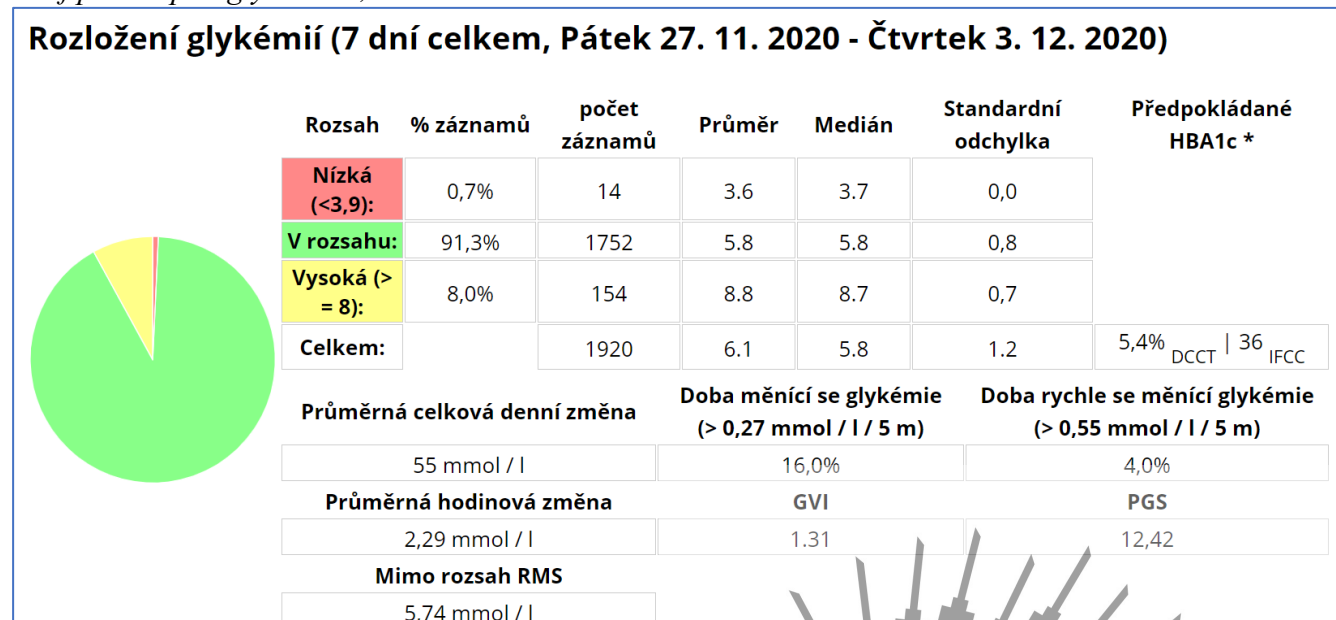 Rozložení glykémií (7 dní celkem, Pátek 27. 11. 2020 - Čtvrtek 3. 12. 2020)
Rozsah % záznamů počet záznamů Průměr Medián Standardní odchylka Předpokládané HBA1c *
Nízká (<3,9): 0,7% 14 3.6 3.7 0,0
V rozsahu: 91,3% 1752 5.8 5.8 0,8
Vysoká (> = 8): 8,0% 154 8.8 8.7 0,7
Celkem: 1920 6.1 5.8 1.2 5,4% DCCT | 36 IFCC
Průměrná celková denní změna Doba měnící se glykémie (> 0,27 mmol / l / 5 m) Doba rychle se měnící glykémie (> 0,55 mmol / l / 5 m)
55 mmol / l 16,0% 4,0%
Průměrná hodinová změna GVI PGS
2,29 mmol / l 1.31 12,42
Mimo rozsah RMS
5,74 mmol / l